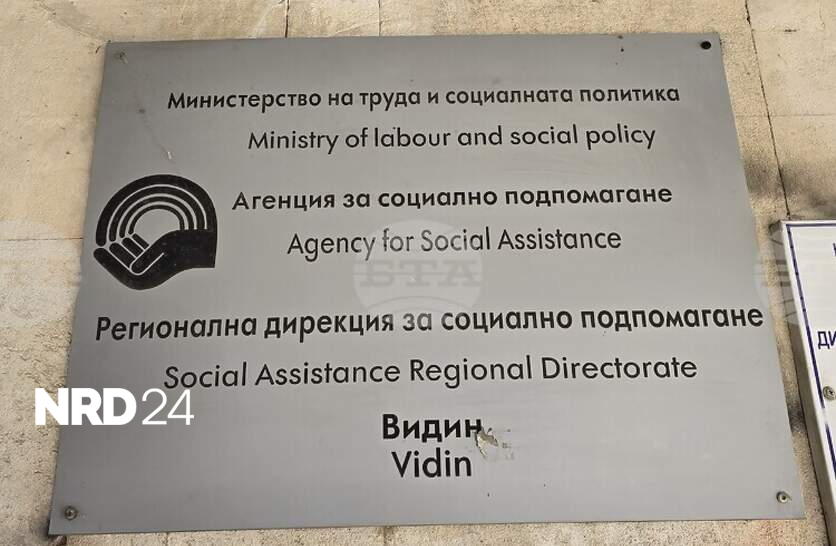 Министерство на труда и социалната политика
Ministry of labour and social policy
Агенция за социално подпомагане
Agency for Social Assistance
БТА
Регионална дирекция за социално подпомагане
Social Assistance Regional Directorate
NRD24
Видин
Vidin